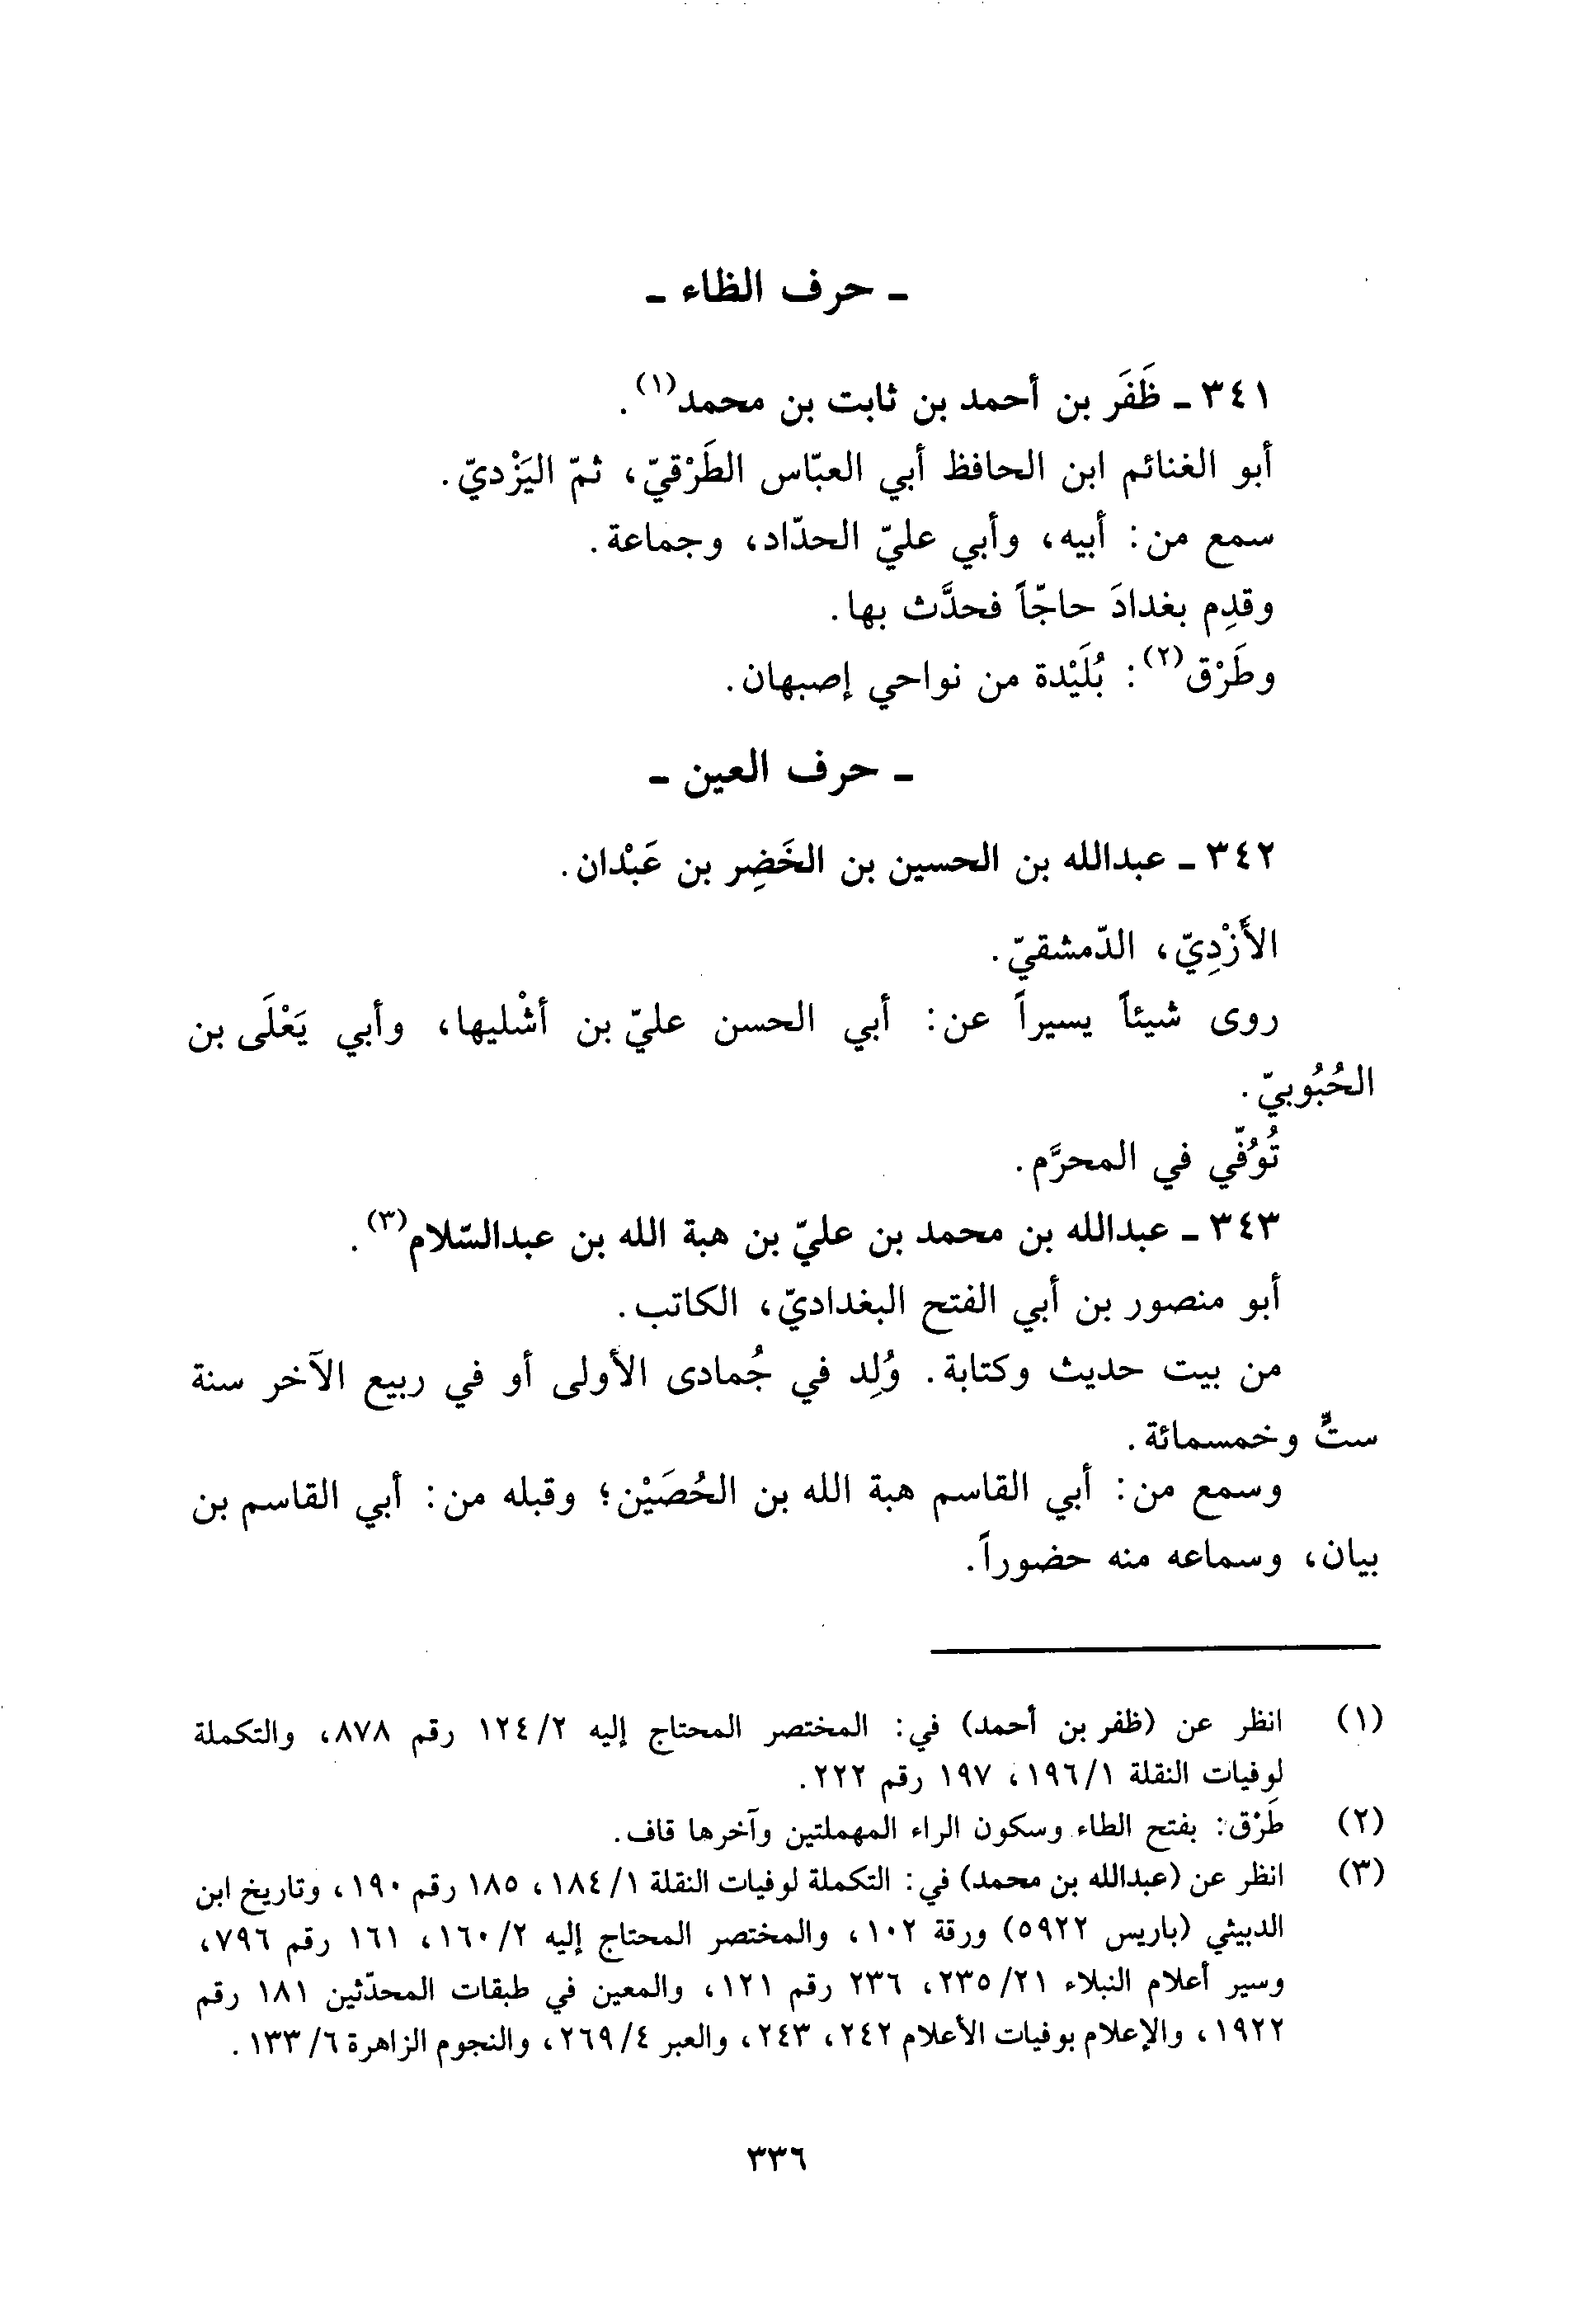 ـ حرف الظاء ـ
٣٤١ ـ ظَفَر بن أحمد بن ثابت بن محمد(١).
أبو الغنائم ابن الحافظ أبي العبّاس الطَرْقيّ، ثمّ اليَزْديّ.
سمع من: أبيه، وأبي عليّ الحدّاد، وجماعة.
وقدِم بغدادَ حاجّاً فحدَّث بها.
وطَرْق(٢): بُلَيْدة من نواحي إصبهان.
ـ حرف العين ـ
٣٤٢ ـ عبدالله بن الحسين بن الخَضِر بن عَبْدان.
الأَزْدِيّ، الدّمشقيّ.
روى شيئاً يسيراً عن: أبي الحسن عليّ بن أشْليها، وأبي يَعْلَى بن
الحُبُوبيّ.
تُوُفّي في المحرَّم.
٣٤٣ ـ عبدالله بن محمد بن عليّ بن هبة الله بن عبدالسّلام(٣).
أبو منصور بن أبي الفتح البغداديّ، الكاتب.
من بيت حديث وكتابة. وُلِد في جُمادى الأولى أو في ربيع الآخر سنة
ستٍّ وخمسمائة.
وسمع من: أبي القاسم هبة الله بن الحُصَيْن؛ وقبله من: أبي القاسم بن
بيان، وسماعه منه حضوراً.
(١) انظر عن (ظفر بن أحمد) في: المختصر المحتاج إليه ١٢٤/٢ رقم ٨٧٨، والتكملة
لوفيات النقلة ١٩٦/١، ١٩٧ رقم ٢٢٢.
(٢) طَرْق: بفتح الطاء وسكون الراء المهملتين وآخرها قاف.
(٣) انظر عن (عبدالله بن محمد) في: التكملة لوفيات النقلة ١٨٤/١، ١٨٥ رقم ١٩٠، وتاريخ ابن
الدبيثي (باريس ٥٩٢٢) ورقة ١٠٢، والمختصر المحتاج إليه ١٦٠/٢، ١٦١ رقم ٧٩٦،
وسير أعلام النبلاء ٢٣٥/٢١، ٢٣٦ رقم ١٢١، والمعين في طبقات المحدّثين ١٨١ رقم
١٩٢٢، والإعلام بوفيات الأعلام ٢٤٢، ٢٤٣، والعبر ٢٦٩/٤، والنجوم الزاهرة ١٣٣/٦.
٣٣٦